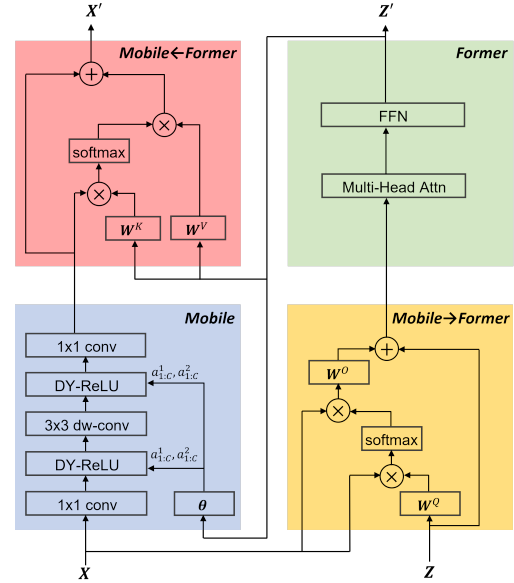 X′
Z′
Mobile←Former
Former
+
×
FFN
softmax
×
Multi-Head Attn
W^K
W^V
Mobile
Mobile→Former
1x1 conv
+
a^1_{1:C}, a^2_{1:C}
DY-ReLU
W^O
3x3 dw-conv
×
softmax
a^1_{1:C}, a^2_{1:C}
DY-ReLU
×
1x1 conv
θ
W^Q
X
Z